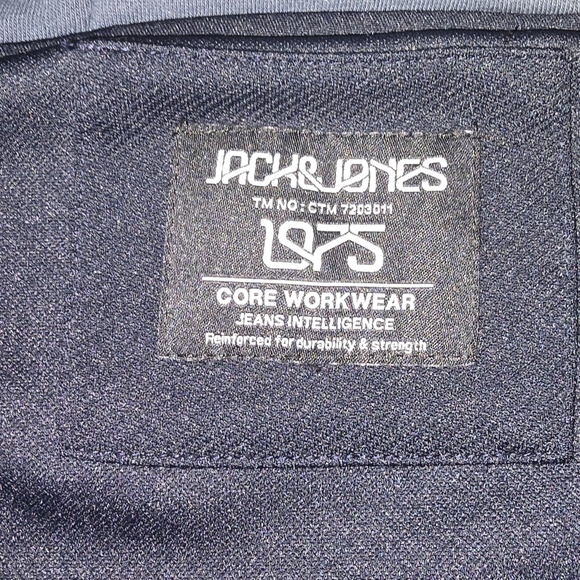 JACK&JONES
TM NO : CTM 7203011
1975
CORE WORKWEAR
JEANS INTELLIGENCE
Reinforced for durability & strength